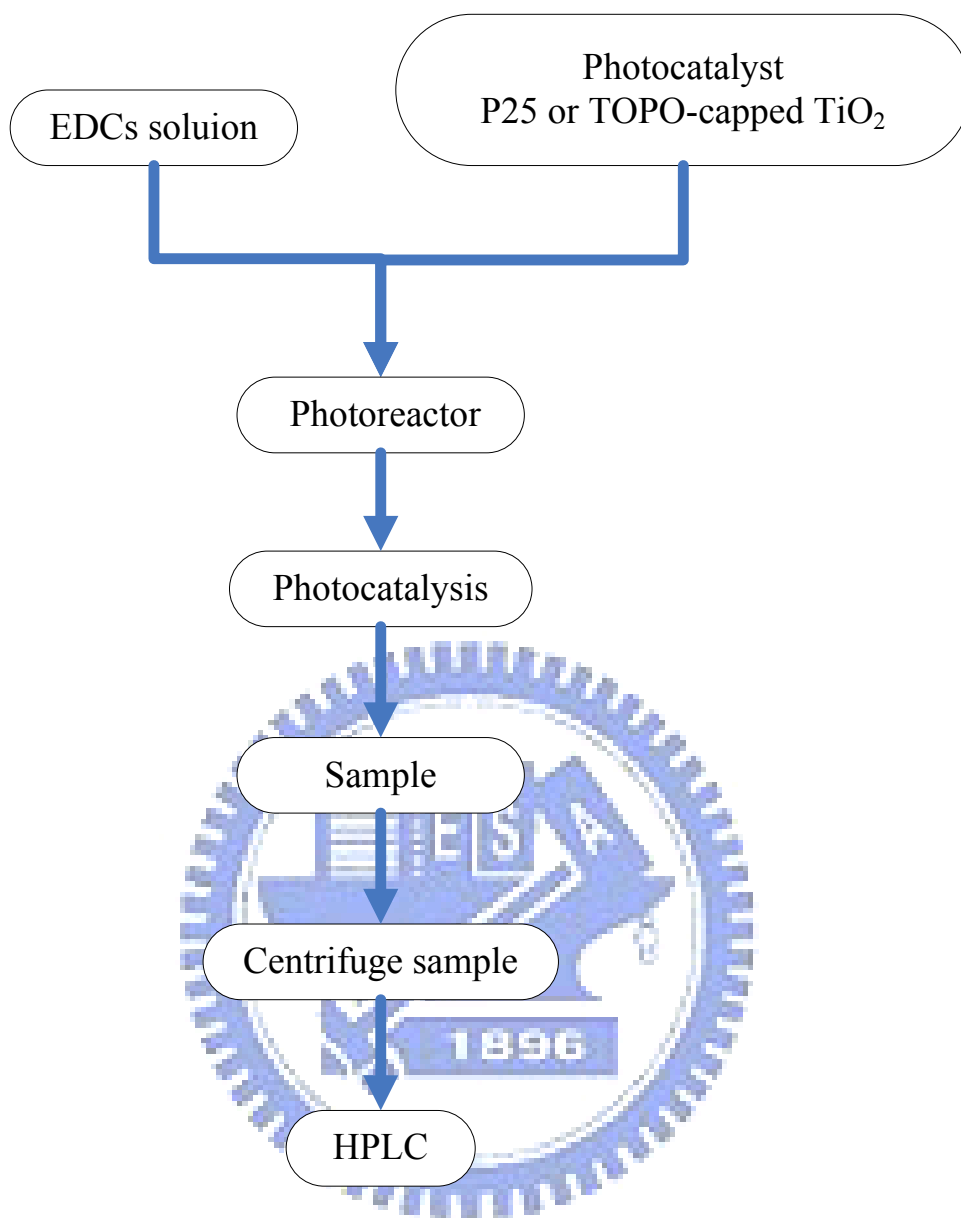 EDCs soluion
Photocatalyst
P25 or TOPO-capped TiO₂
Photoreactor
Photocatalysis
Sample
E S A
Centrifuge sample
1896
HPLC